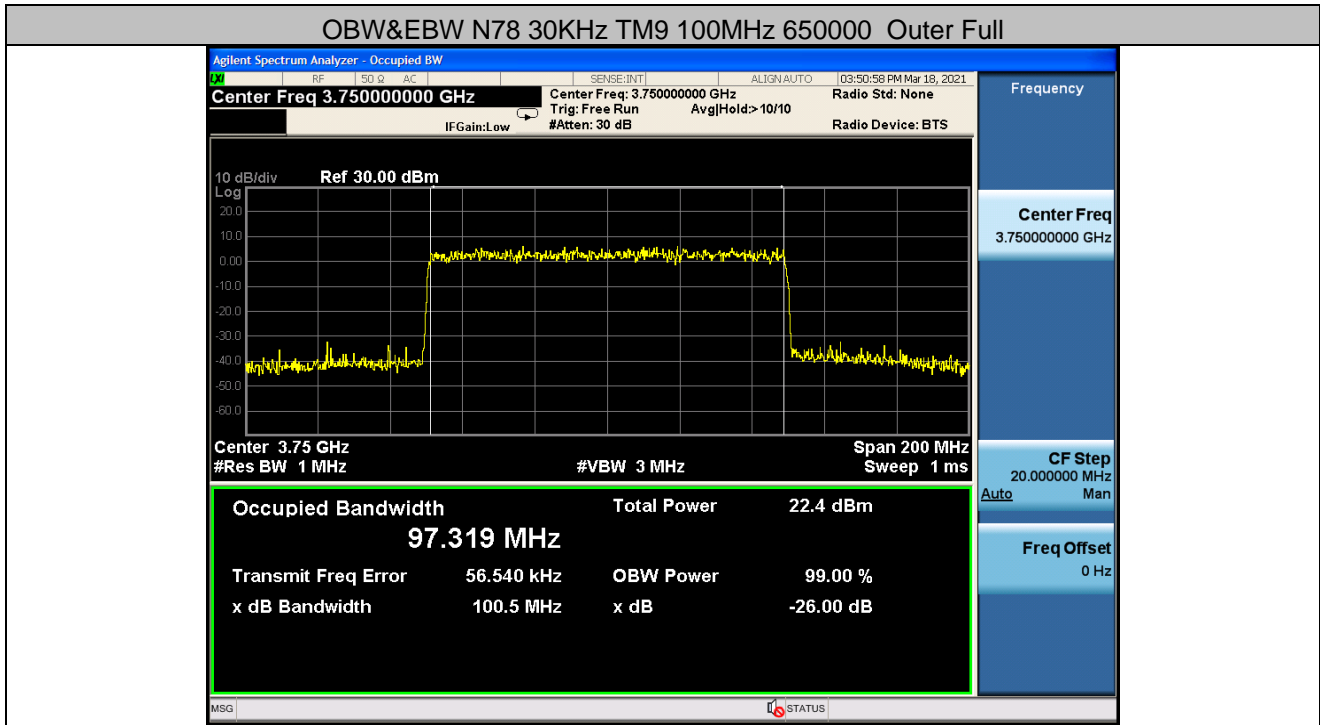 OBW&EBW N78 30KHz TM9 100MHz 650000 Outer Full
Agilent Spectrum Analyzer - Occupied BW
LXI RF 50 Ω AC SENSE:INT ALIGN AUTO 03:50:58 PM Mar 18, 2021
Center Freq 3.750000000 GHz
Center Freq: 3.750000000 GHz Radio Std: None
Trig: Free Run Avg|Hold:>10/10
IFGain:Low #Atten: 30 dB Radio Device: BTS
10 dB/div Ref 30.00 dBm
Log
20.0
10.0
0.00
-10.0
-20.0
-30.0
-40.0
-50.0
-60.0
Center 3.75 GHz Span 200 MHz
#Res BW 1 MHz #VBW 3 MHz Sweep 1 ms
Occupied Bandwidth Total Power 22.4 dBm
97.319 MHz
Transmit Freq Error 56.540 kHz OBW Power 99.00 %
x dB Bandwidth 100.5 MHz x dB -26.00 dB
MSG STATUS
Frequency
Center Freq
3.750000000 GHz
CF Step
20.000000 MHz
Auto Man
Freq Offset
0 Hz